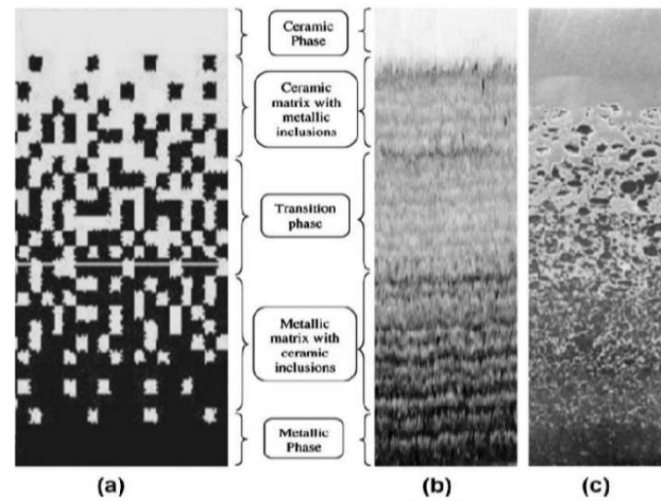 Ceramic
Phase
Ceramic
matrix with
metallic
inclusions
Transition
phase
Metallic
matrix with
ceramic
inclusions
Metallic
Phase
(a)
(b)
(c)